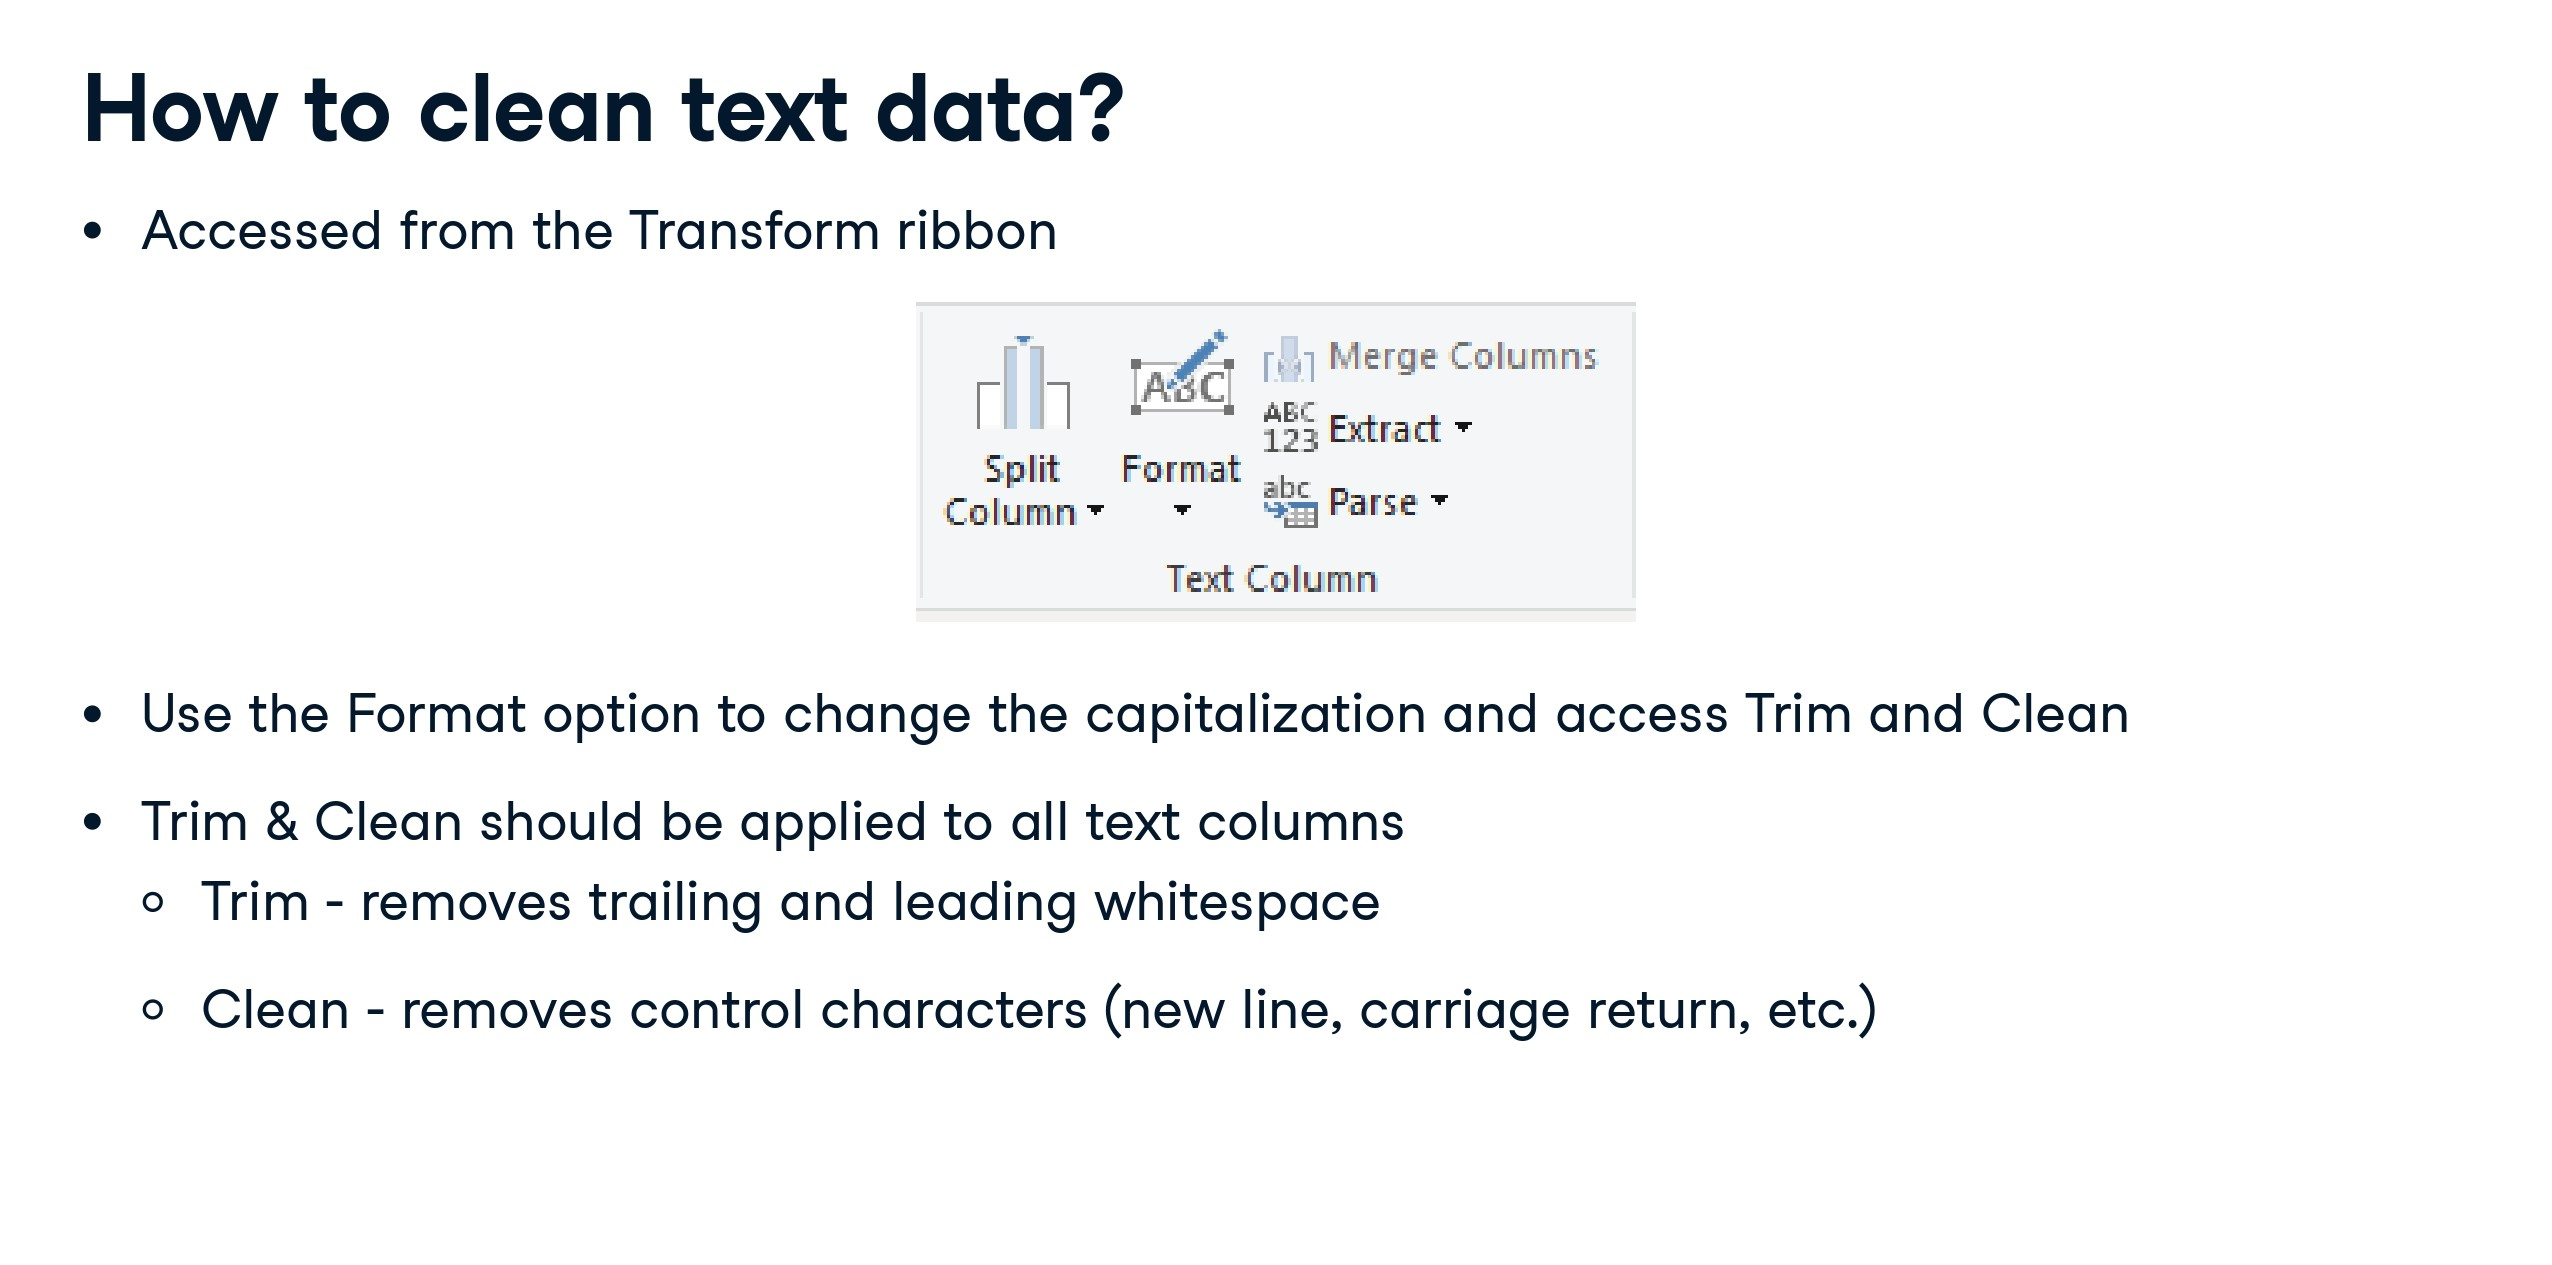 How to clean text data?
• Accessed from the Transform ribbon
ABC
Merge Columns
ABC
123 Extract
Split
Column
Format
abc
Parse
Text Column
• Use the Format option to change the capitalization and access Trim and Clean
• Trim & Clean should be applied to all text columns
○ Trim - removes trailing and leading whitespace
○ Clean - removes control characters (new line, carriage return, etc.)